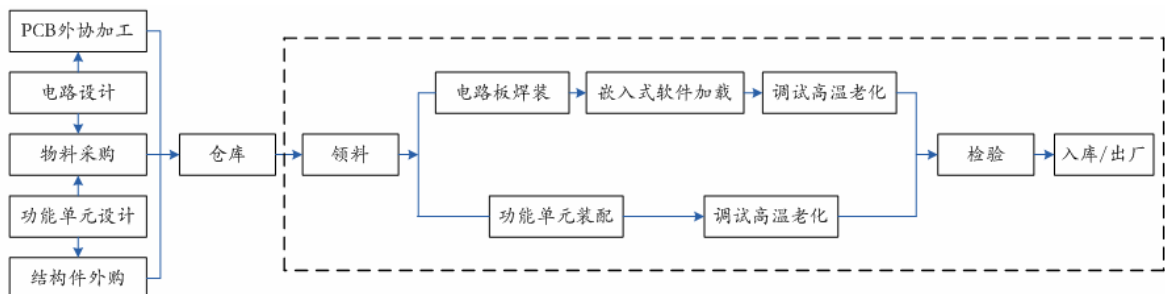 PCB外协加工
电路设计
物料采购
功能单元设计
结构件外购
仓库
领料
电路板焊装
嵌入式软件加载
调试高温老化
功能单元装配
调试高温老化
检验
入库/出厂